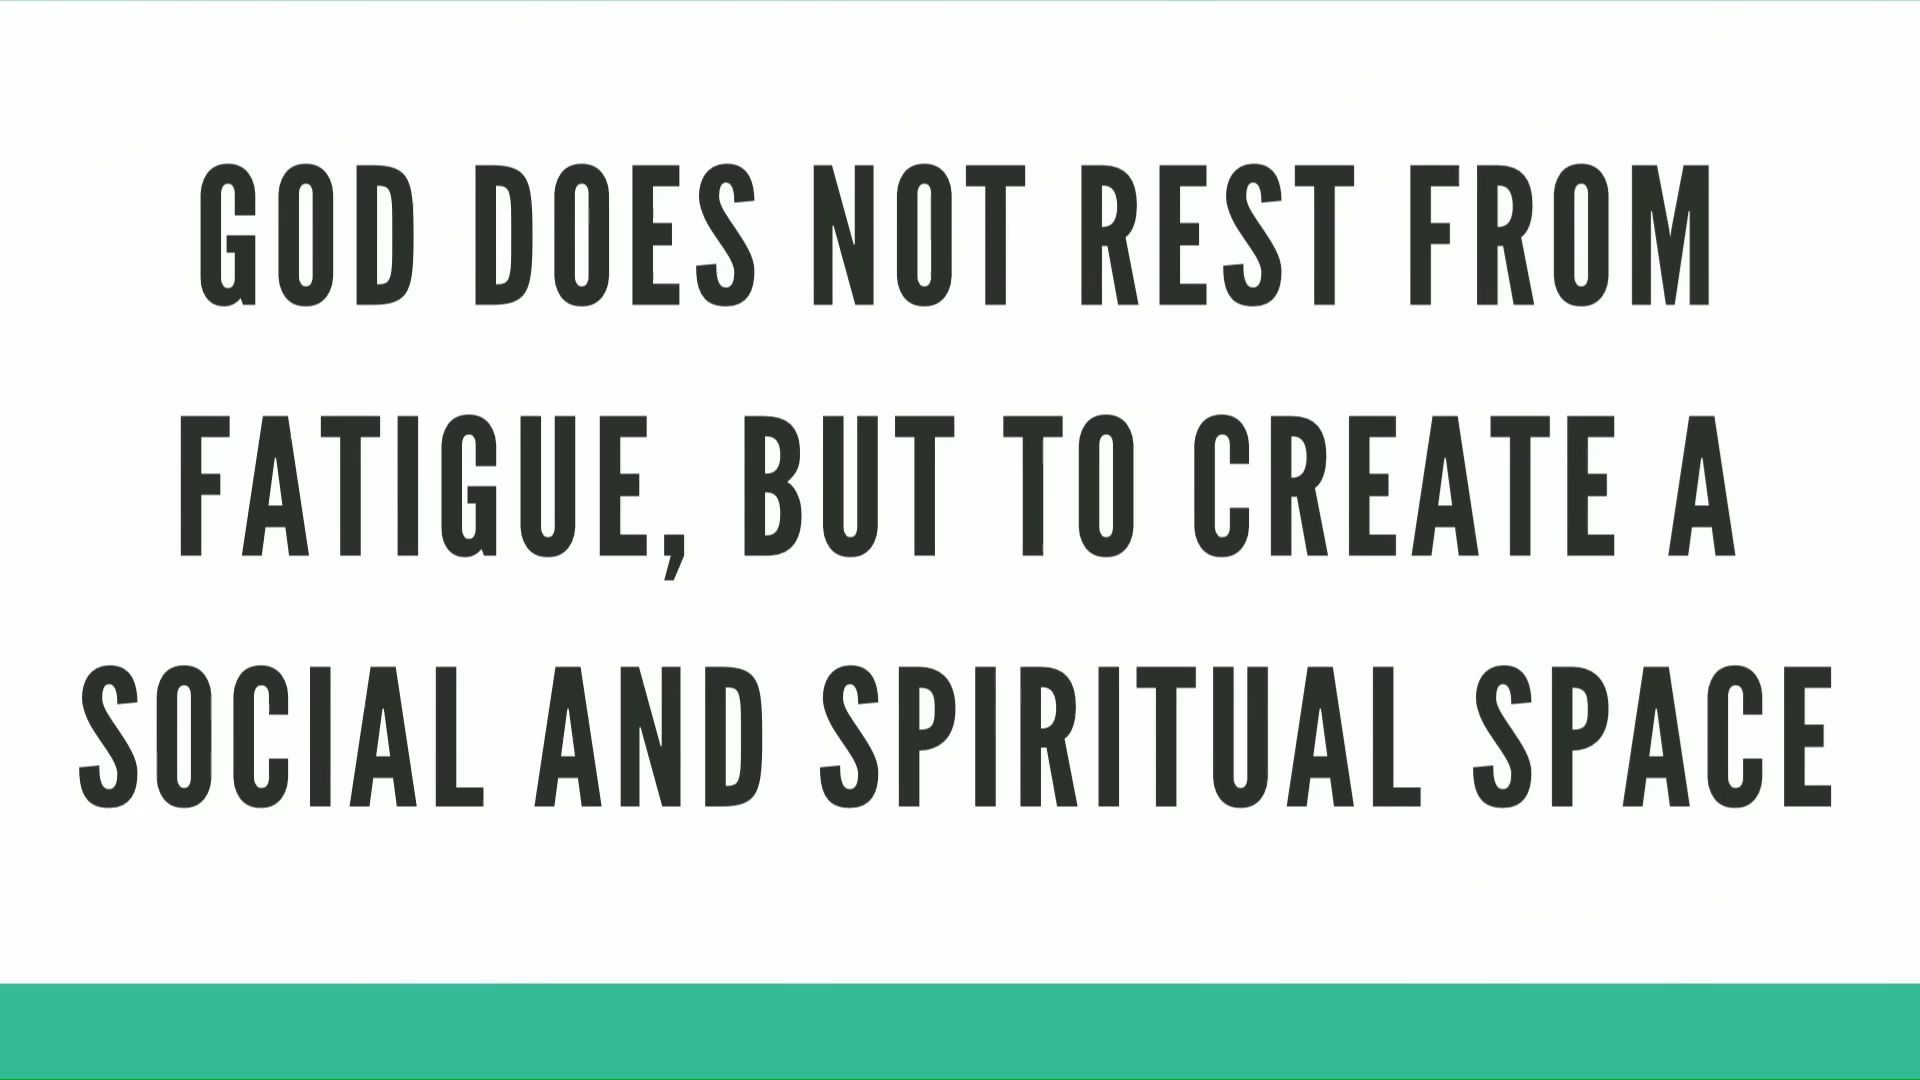 GOD DOES NOT REST FROM
FATIGUE, BUT TO CREATE A
SOCIAL AND SPIRITUAL SPACE